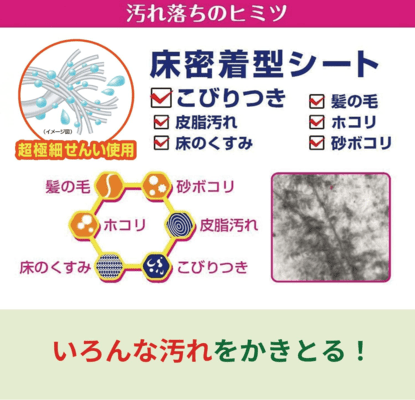 汚れ落ちのヒミツ
(イメージ図)
超極細せんい使用
床密着型シート
こびりつき
髪の毛
皮脂汚れ
ホコリ
床のくすみ
砂ボコリ
髪の毛
砂ボコリ
ホコリ
皮脂汚れ
床のくすみ
こびりつき
いろんな汚れをかきとる！